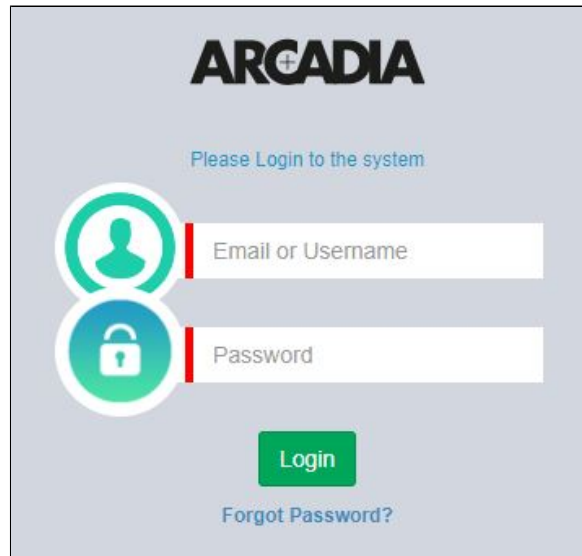 ARCADIA
Please Login to the system
Email or Username
Password
Login
Forgot Password?